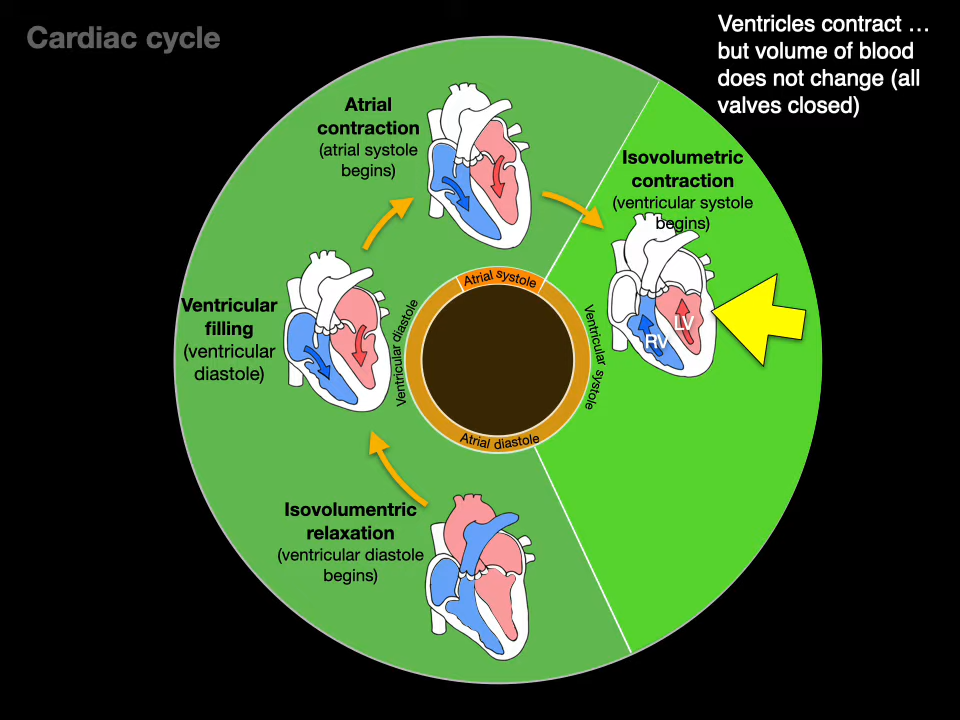 Cardiac cycle
Ventricles contract …
but volume of blood
does not change (all
valves closed)
Atrial
contraction
(atrial systole
begins)
Isovolumetric
contraction
(ventricular systole
begins)
Ventricular
filling
(ventricular
diastole)
LV
RV
Atrial systole
Ventricular diastole
Ventricular systole
Atrial diastole
Isovolumentric
relaxation
(ventricular diastole
begins)